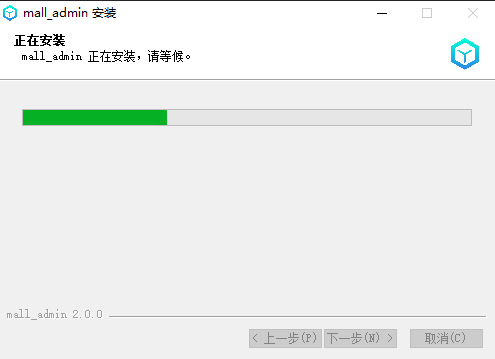 mall_admin 安装
正在安装
mall_admin 正在安装，请等候。
mall_admin 2.0.0
< 上一步(P) 下一步(N) > 取消(C)